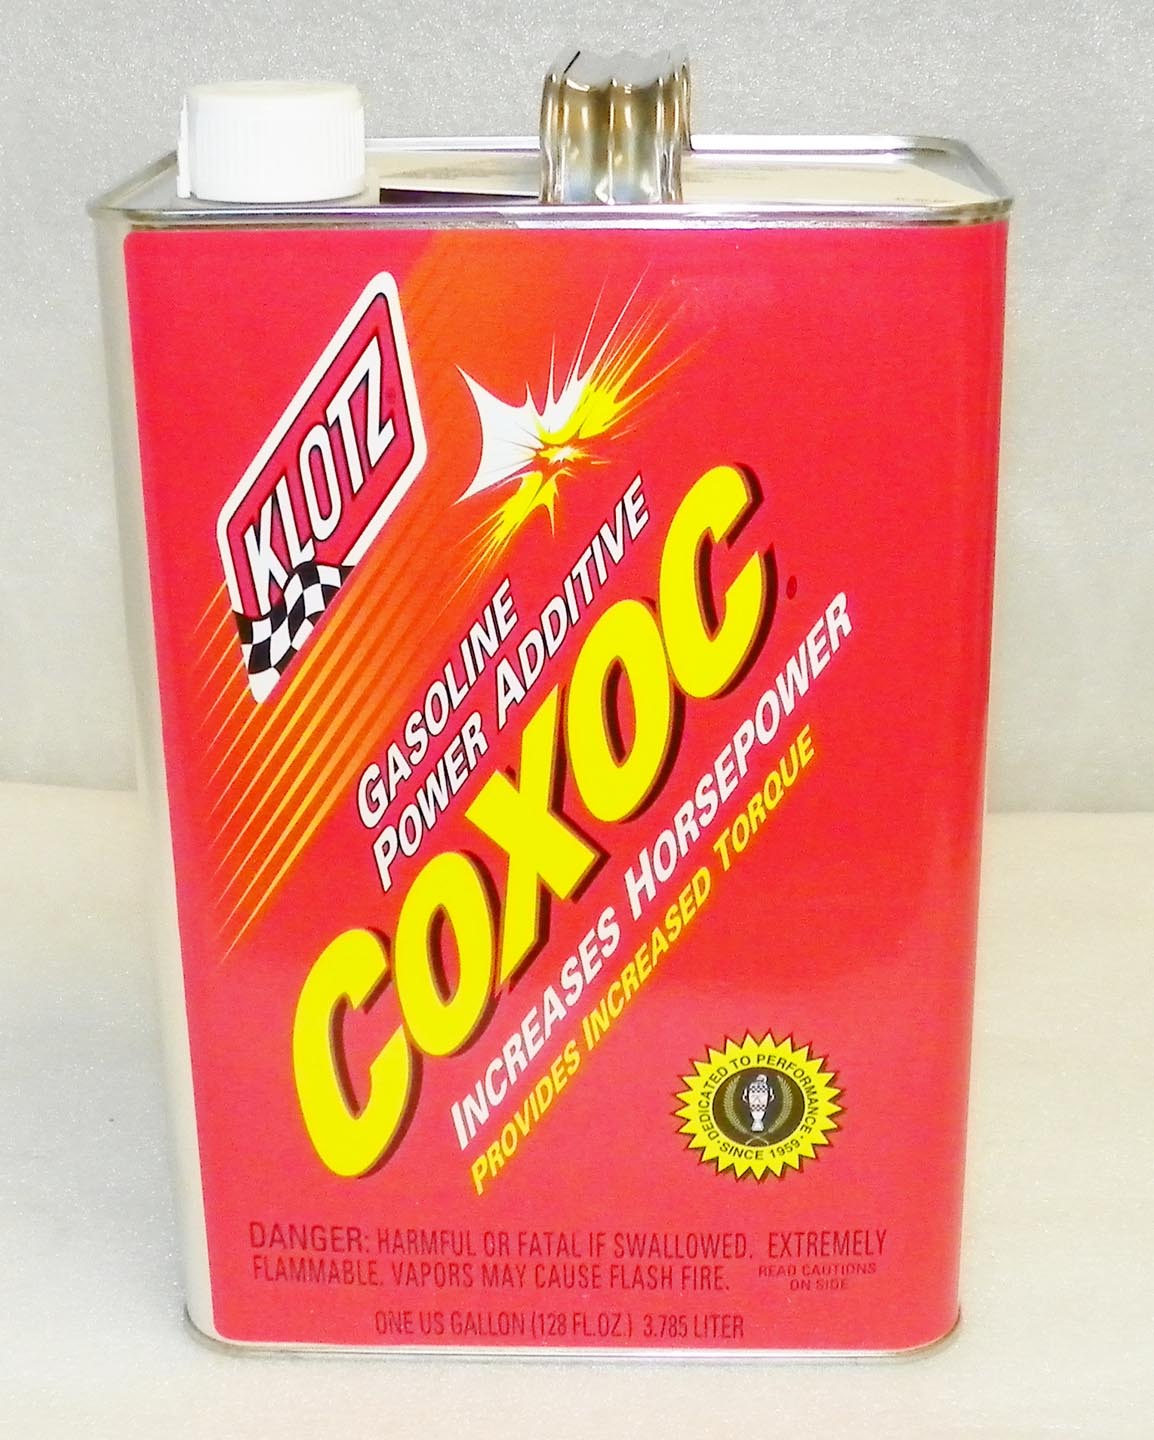 KLOTZ
GASOLINE
POWER ADDITIVE
COXOC
INCREASES HORSEPOWER
PROVIDES INCREASED TORQUE
DEDICATED TO PERFORMANCE
• SINCE 1959 •
DANGER: HARMFUL OR FATAL IF SWALLOWED. EXTREMELY
FLAMMABLE. VAPORS MAY CAUSE FLASH FIRE.
READ CAUTIONS
ON SIDE
ONE US GALLON (128 FL.OZ.) 3.785 LITER